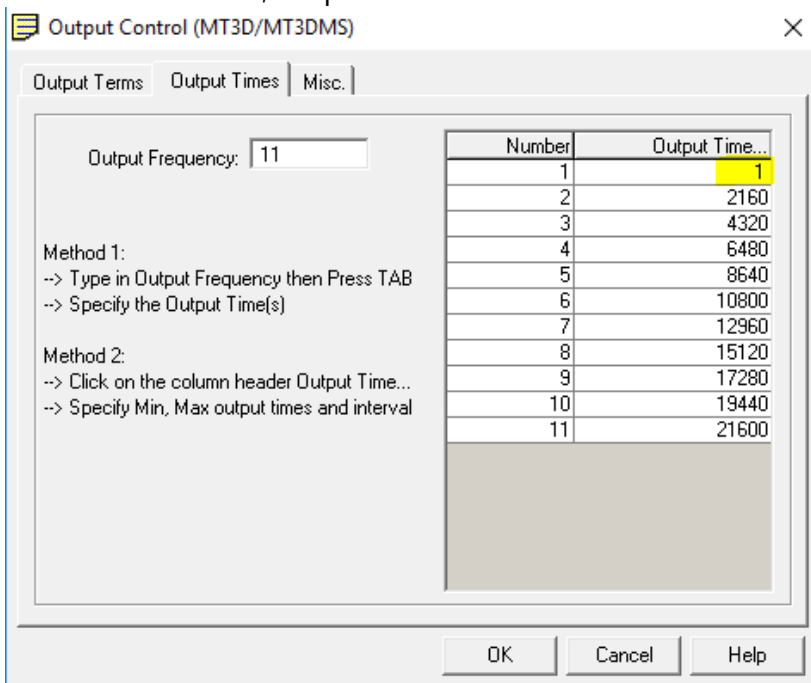 Output Control (MT3D/MT3DMS)
Output Terms Output Times Misc.
Output Frequency: 11
Method 1:
--> Type in Output Frequency then Press TAB
--> Specify the Output Time(s)
Method 2:
--> Click on the column header Output Time...
--> Specify Min, Max output times and interval
Number Output Time...
1 1
2 2160
3 4320
4 6480
5 8640
6 10800
7 12960
8 15120
9 17280
10 19440
11 21600
OK Cancel Help